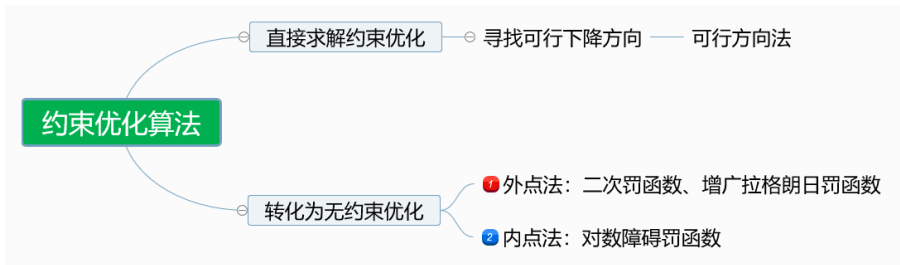 约束优化算法
直接求解约束优化
寻找可行下降方向
可行方向法
转化为无约束优化
1 外点法：二次罚函数、增广拉格朗日罚函数
2 内点法：对数障碍罚函数